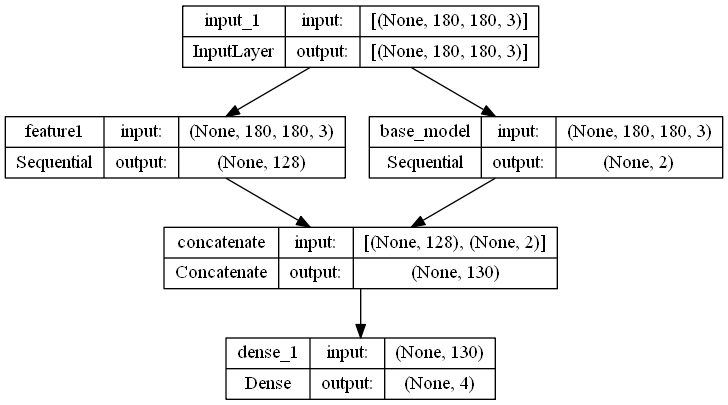 input_1 input: [(None, 180, 180, 3)]
InputLayer output: [(None, 180, 180, 3)]
feature1 input: (None, 180, 180, 3)
Sequential output: (None, 128)
base_model input: (None, 180, 180, 3)
Sequential output: (None, 2)
concatenate input: [(None, 128), (None, 2)]
Concatenate output: (None, 130)
dense_1 input: (None, 130)
Dense output: (None, 4)